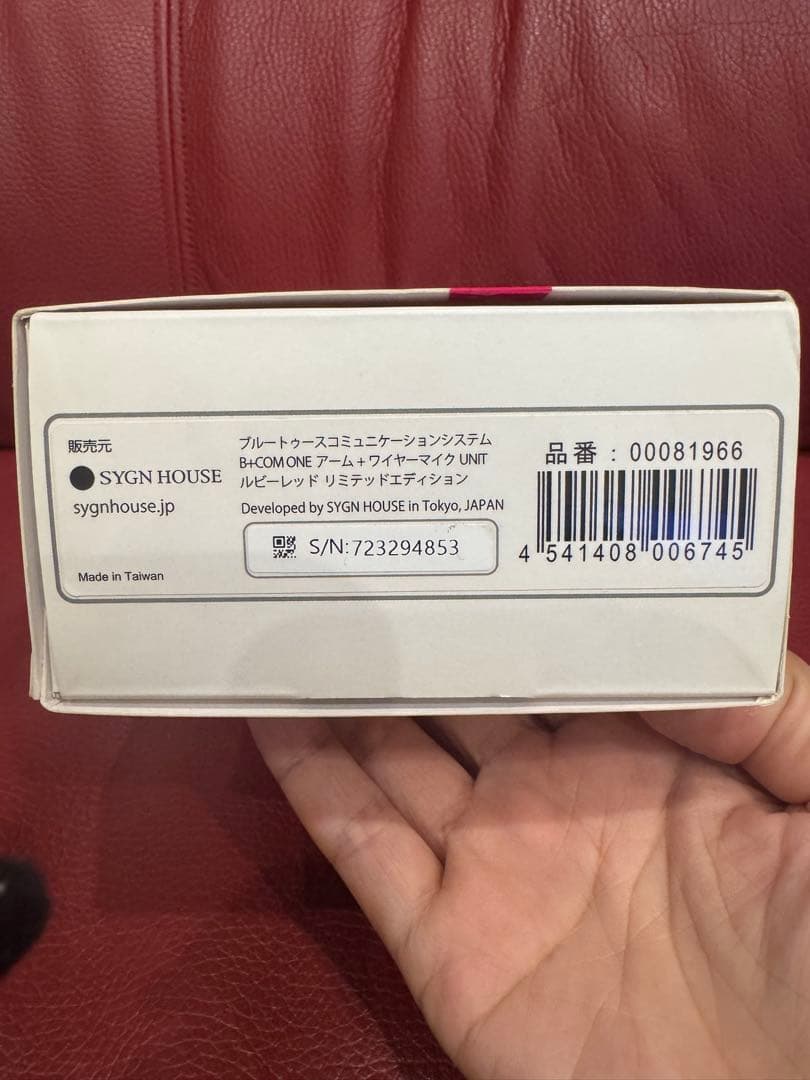 販売元
SYGN HOUSE
sygnhouse.jp
Made in Taiwan
ブルートゥースコミュニケーションシステム
B+COM ONE アーム + ワイヤーマイク UNIT
ルビーレッド リミテッドエディション
Developed by SYGN HOUSE in Tokyo, JAPAN
S/N:723294853
品番 : 00081966
4 541408 006745